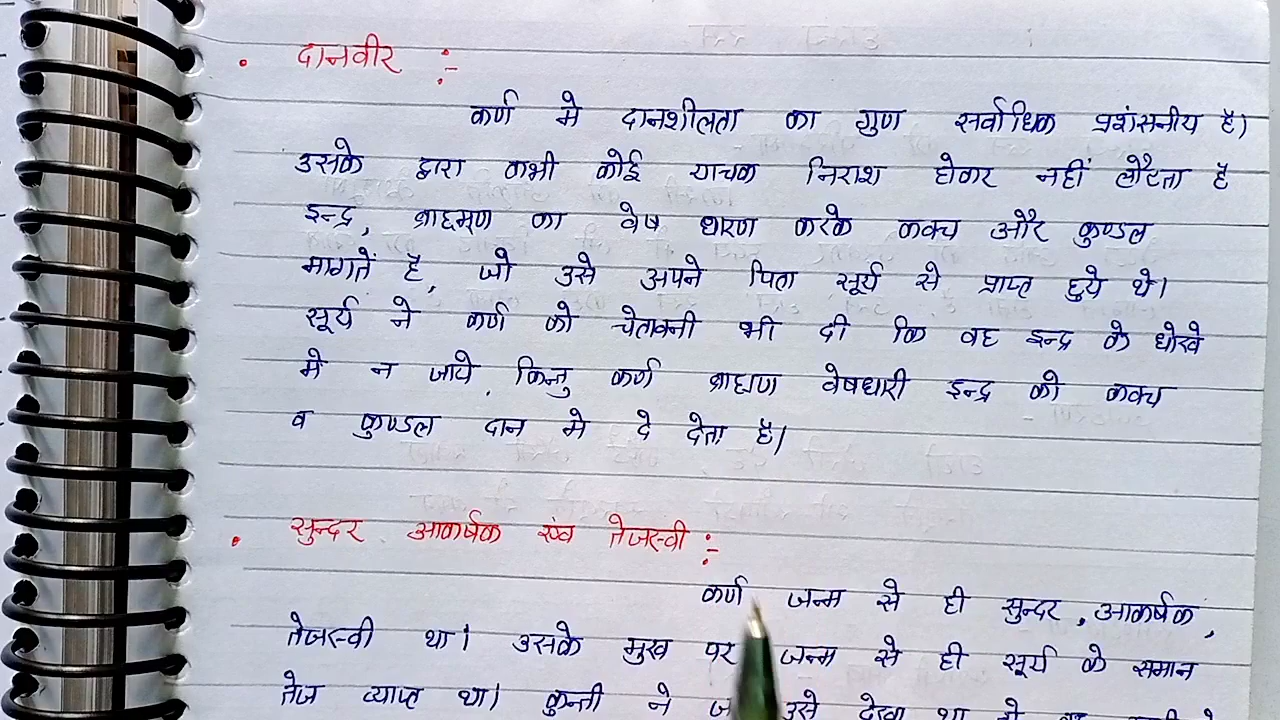 • दानवीर :-
कर्ण मे दानशीलता का गुण सर्वाधिक प्रशंसनीय है।
उसके द्वारा कभी कोई याचक निराश होकर नहीं लौटता है
इन्द्र, ब्राह्मण का वेष धारण करके कवच और कुण्डल
मागतें है, जो उसे अपने पिता सूर्य से प्राप्त हुये थे।
सूर्य ने कर्ण को चेतावनी भी दी कि वह इन्द्र के धोखे
मे न जाये, किन्तु कर्ण ब्राह्मण वेषधारी इन्द्र को कवच
व कुण्डल दान मे दे देता है।
• सुन्दर, आकर्षक एंव तेजस्वी :-
कर्ण जन्म से ही सुन्दर, आकर्षक,
तेजस्वी था। उसके मुख पर जन्म से ही सूर्य के समान
तेज व्याप्त था। कुन्ती ने उसे देखा था